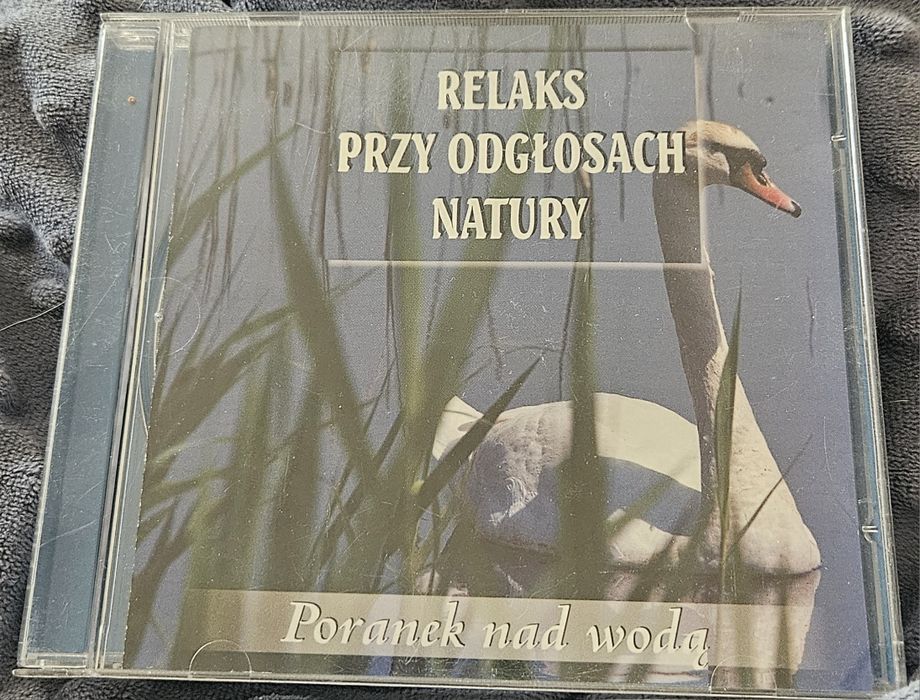 RELAKS
PRZY ODGŁOSACH
NATURY
Poranek nad wodą